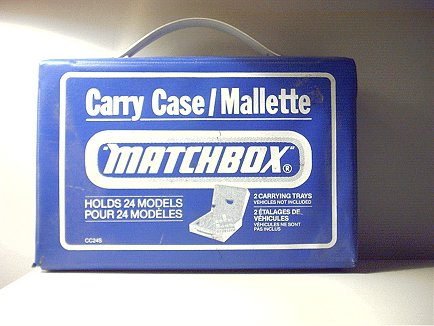 Carry Case/Mallette
"MATCHBOX"®
HOLDS 24 MODELS
POUR 24 MODÈLES
2 CARRYING TRAYS
VEHICLES NOT INCLUDED
2 ÉTALAGES DE
VÉHICULES
VÉHICULES NE SONT
PAS INCLUS
CC24S